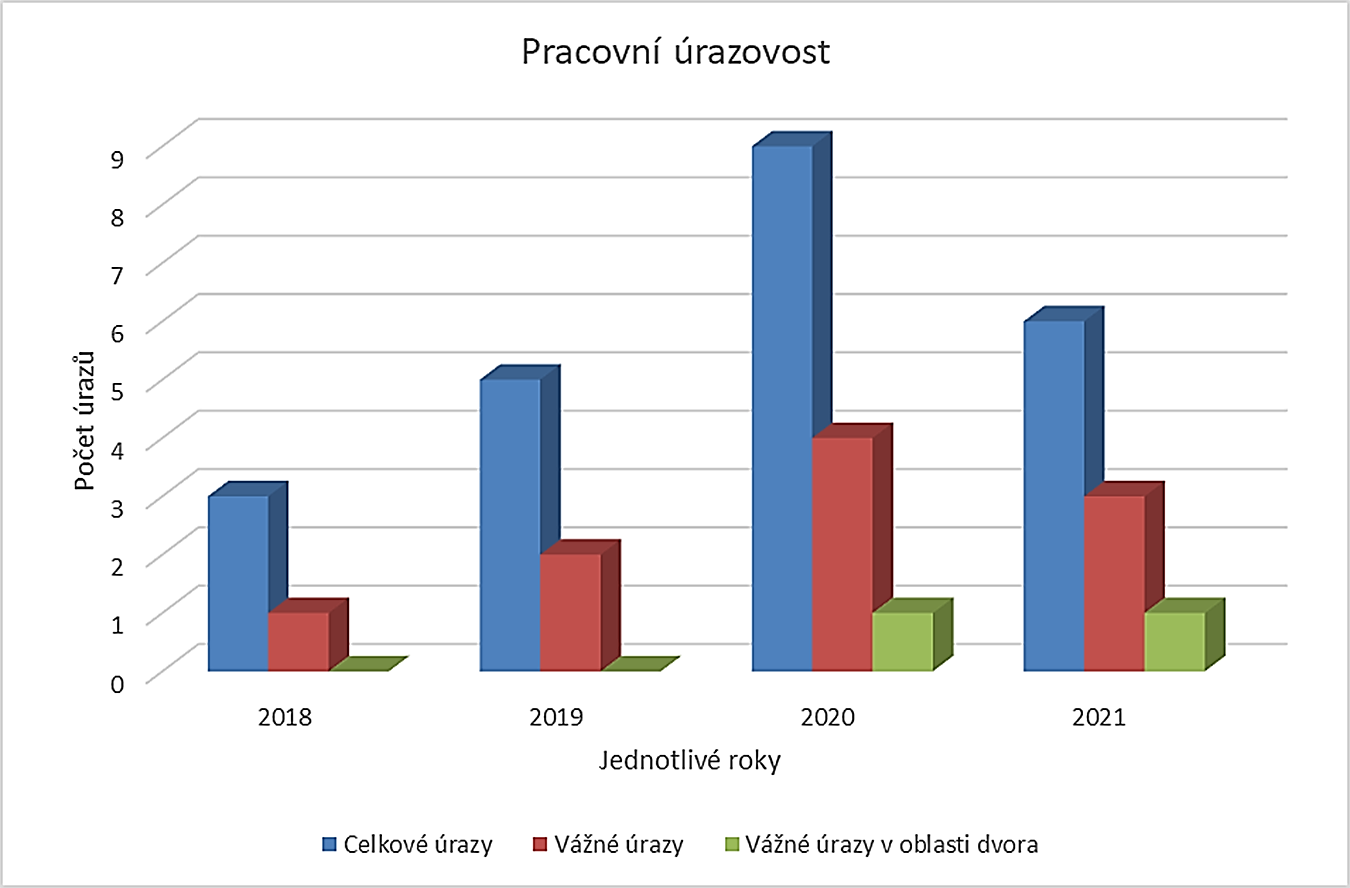 Pracovní úrazovost
9
8
7
6
5
4
3
2
1
0
Počet úrazů
2018 2019 2020 2021
Jednotlivé roky
Celkové úrazy Vážné úrazy Vážné úrazy v oblasti dvora